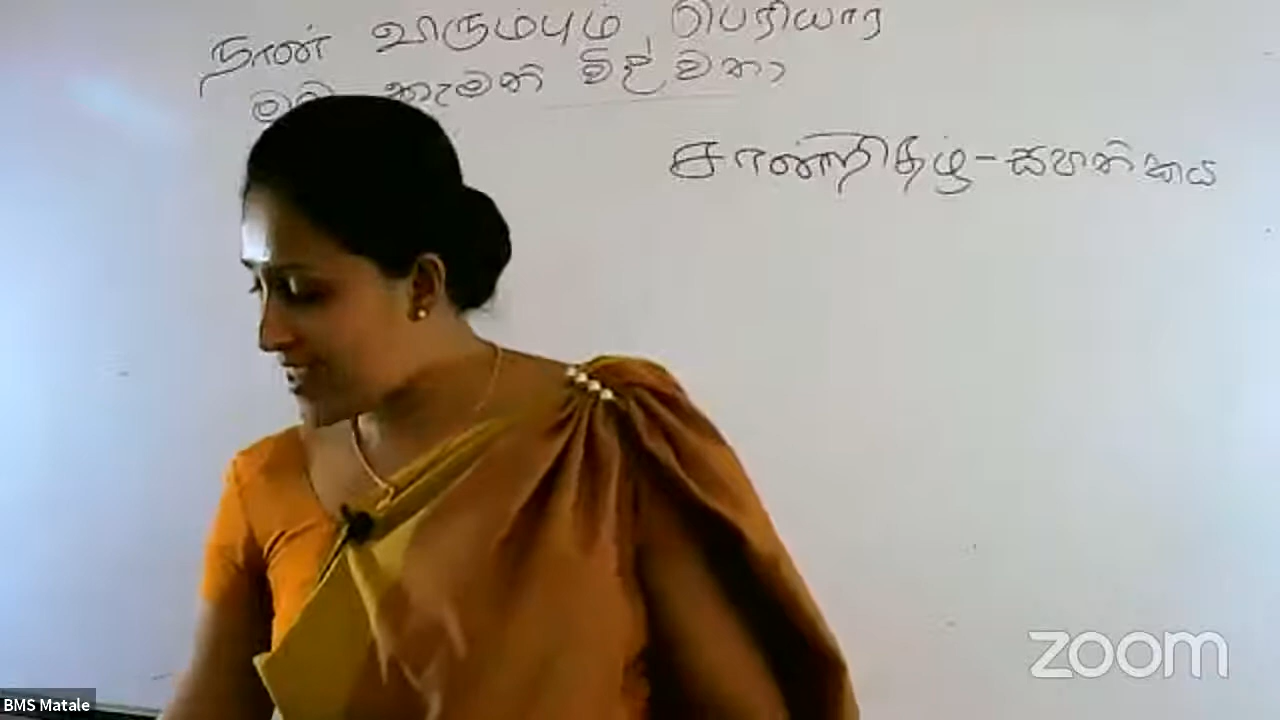 நான் விரும்பும் பெரியார்
මම කැමති විද්වතා
சான்றிதழ் - සහතිකය
zoom
BMS Matale